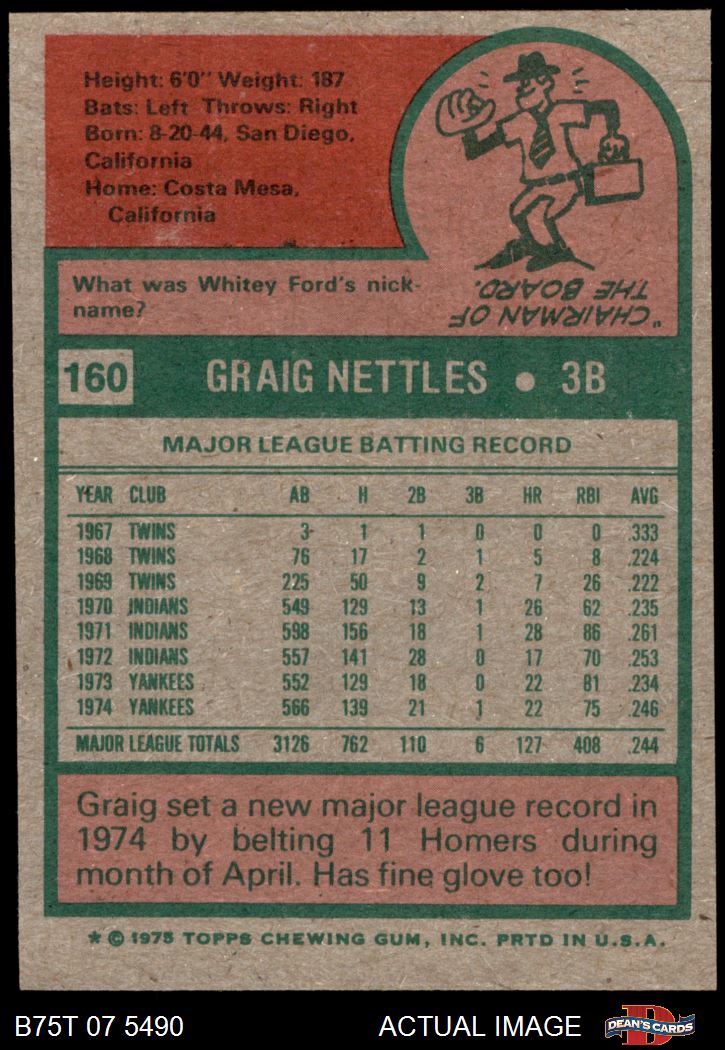 Height: 6'0" Weight: 187
Bats: Left Throws: Right
Born: 8-20-44, San Diego,
California
Home: Costa Mesa,
California
What was Whitey Ford's nick-
name?
"CHAIRMAN OF
THE BOARD.
160 GRAIG NETTLES • 3B
MAJOR LEAGUE BATTING RECORD
YEAR CLUB AB H 2B 3B HR RBI AVG
1967 TWINS 3 1 1 0 0 0 .333
1968 TWINS 76 17 2 1 5 8 .224
1969 TWINS 225 50 9 2 7 26 .222
1970 INDIANS 549 129 13 1 26 62 .235
1971 INDIANS 598 156 18 1 28 86 .261
1972 INDIANS 557 141 28 0 17 70 .253
1973 YANKEES 552 129 18 0 22 81 .234
1974 YANKEES 566 139 21 1 22 75 .246
MAJOR LEAGUE TOTALS 3126 762 110 6 127 408 .244
Graig set a new major league record in
1974 by belting 11 Homers during
month of April. Has fine glove too!
* © 1975 TOPPS CHEWING GUM, INC. PRTD IN U.S.A.
B75T 07 5490 ACTUAL IMAGE DEAN'S CARDS